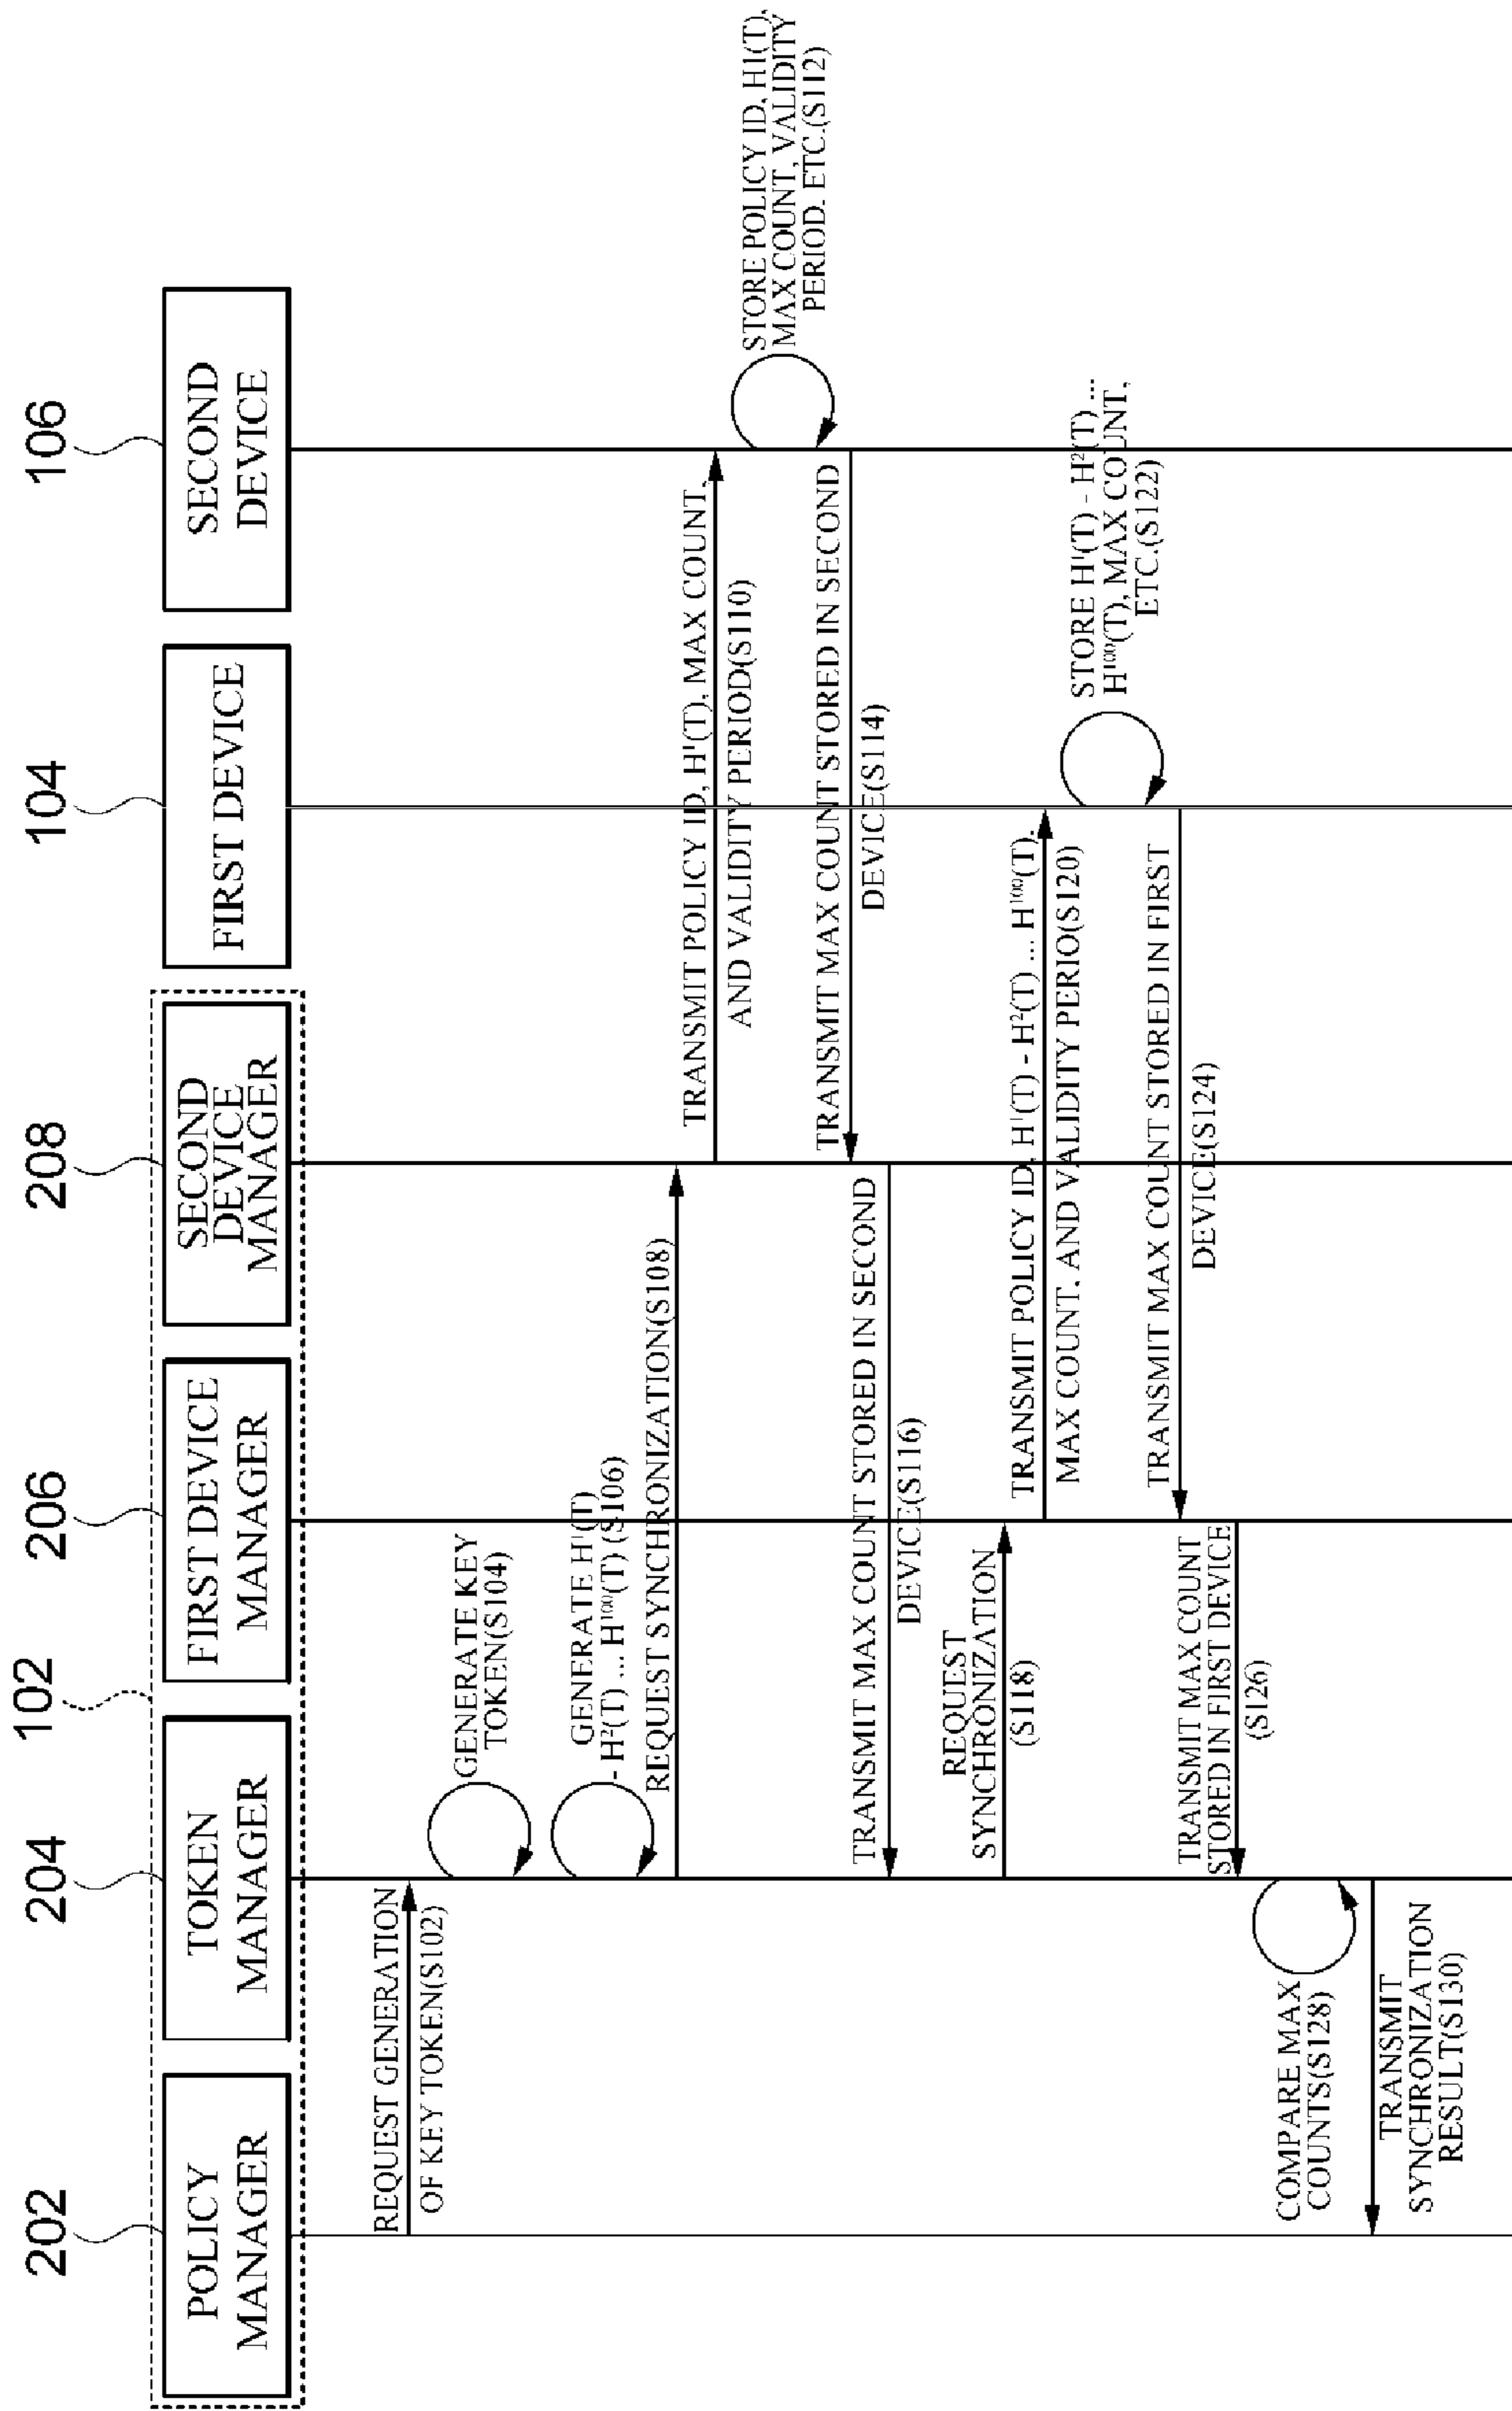 202
204
102
206
208
104
106
POLICY
MANAGER
TOKEN
MANAGER
FIRST DEVICE
MANAGER
SECOND
DEVICE
MANAGER
FIRST DEVICE
SECOND
DEVICE
REQUEST GENERATION
OF KEY TOKEN(S102)
GENERATE KEY
TOKEN(S104)
GENERATE H¹(T)
- H²(T) ... H¹⁰⁰(T) (S106)
REQUEST SYNCHRONIZATION(S108)
TRANSMIT POLICY ID, H¹(T), MAX COUNT,
AND VALIDITY PERIOD(S110)
STORE POLICY ID, H1(T),
MAX COUNT, VALIDITY
PERIOD. ETC.(S112)
TRANSMIT MAX COUNT STORED IN SECOND
DEVICE(S114)
TRANSMIT MAX COUNT STORED IN SECOND
DEVICE(S116)
REQUEST
SYNCHRONIZATION
(S118)
TRANSMIT POLICY ID, H¹(T) - H²(T) ... H¹⁰⁰(T),
MAX COUNT, AND VALIDITY PERIO(S120)
STORE H¹(T) - H²(T) ...
H¹⁰⁰(T), MAX COUNT,
ETC.(S122)
TRANSMIT MAX COUNT STORED IN FIRST
DEVICE(S124)
TRANSMIT MAX COUNT
STORED IN FIRST DEVICE
(S126)
COMPARE MAX
COUNTS(S128)
TRANSMIT
SYNCHRONIZATION
RESULT(S130)